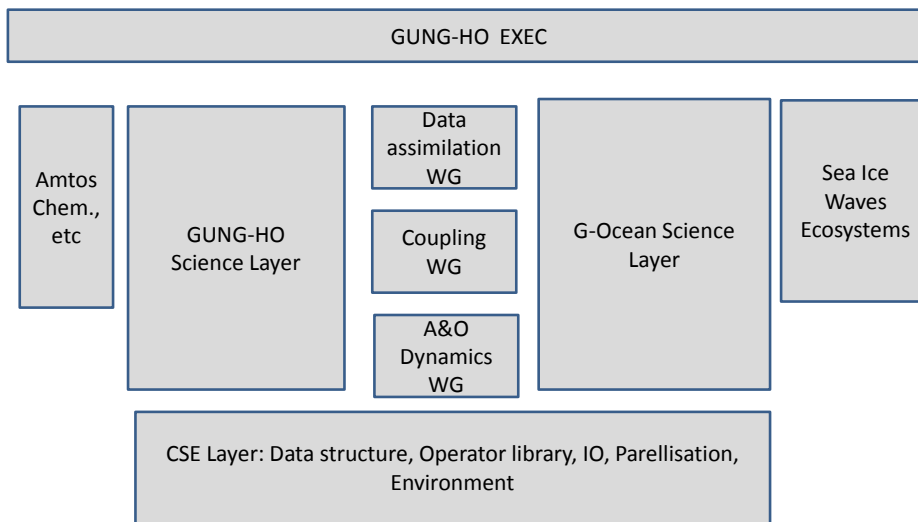 GUNG-HO EXEC
Amtos
Chem.,
etc
GUNG-HO
Science Layer
Data
assimilation
WG
Coupling
WG
A&O
Dynamics
WG
G-Ocean Science
Layer
Sea Ice
Waves
Ecosystems
CSE Layer: Data structure, Operator library, IO, Parellisation,
Environment